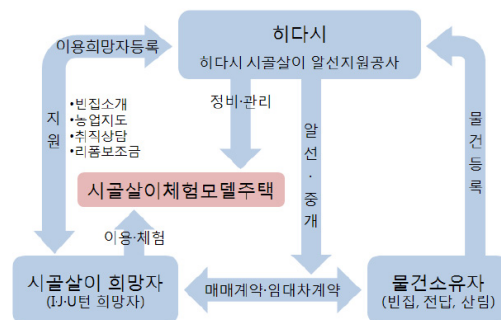 히다시
히다시 시골살이 알선지원공사
이용희망자등록
지원
•빈집소개
•농업지도
•취직상담
•리폼보조금
정비·관리
알선·중개
물건등록
시골살이체험모델주택
이용·체험
시골살이 희망자
(I·J·U턴 희망자)
매매계약·임대차계약
물건소유자
(빈집, 전답, 산림)